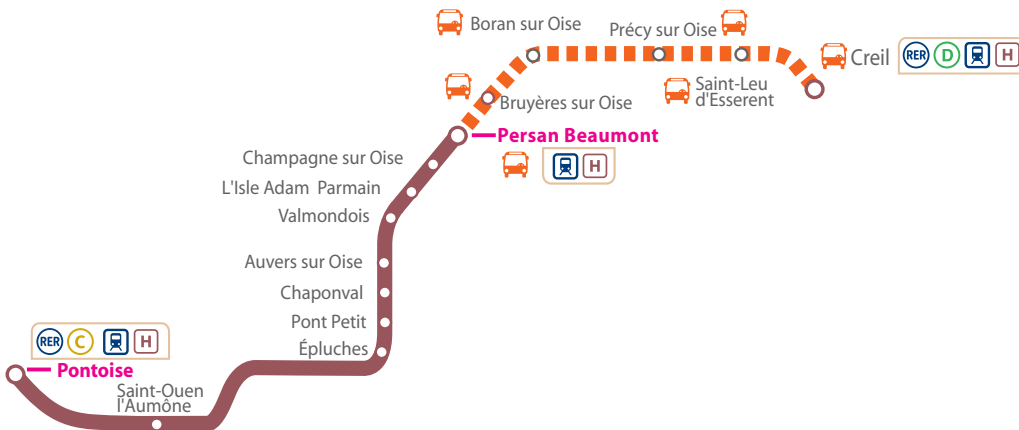 Boran sur Oise
Précy sur Oise
Creil RER D H
Saint-Leu
d'Esserent
Bruyères sur Oise
Persan Beaumont
H
Champagne sur Oise
L'Isle Adam Parmain
Valmondois
Auvers sur Oise
Chaponval
Pont Petit
Épluches
RER C H
Pontoise
Saint-Ouen
l'Aumône